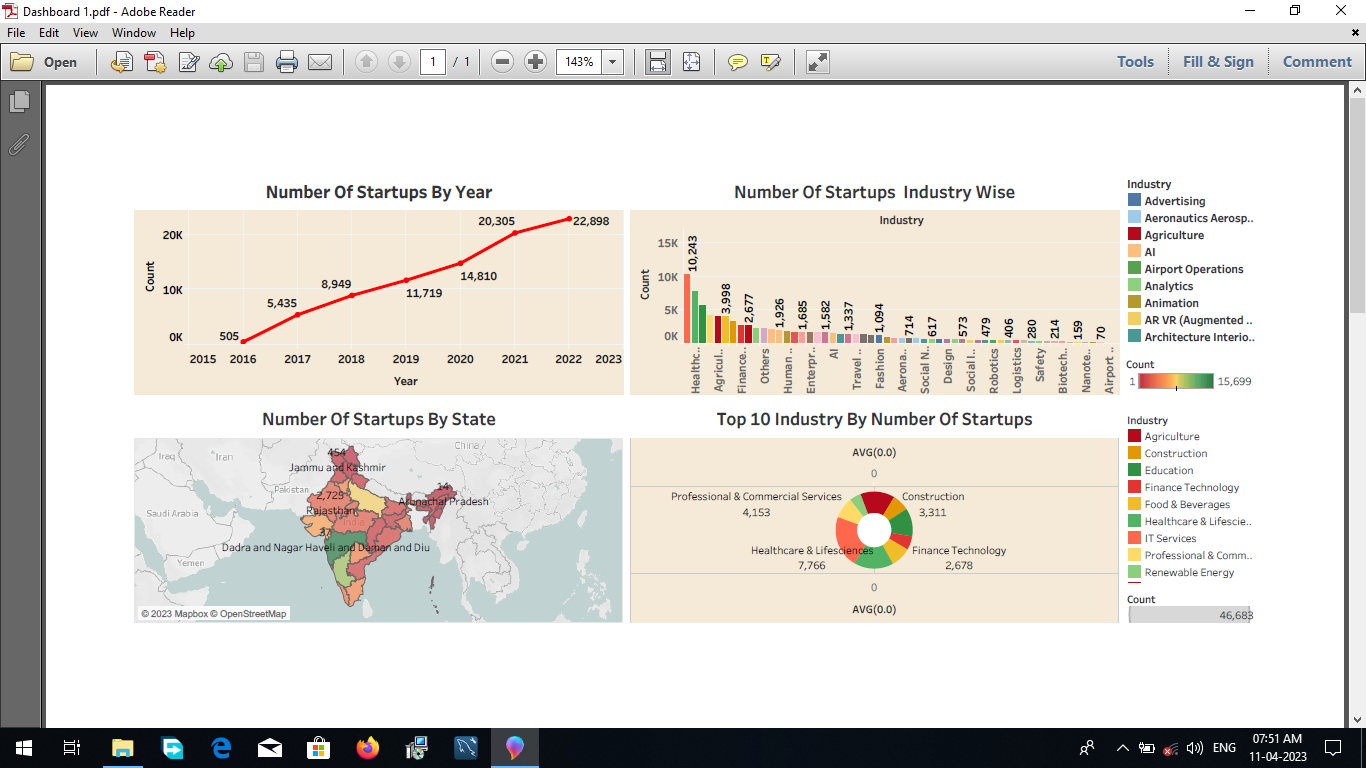 Dashboard 1.pdf - Adobe Reader
File Edit View Window Help
Open
1 / 1
143%
Tools Fill & Sign Comment
Number Of Startups By Year
Count
20K
10K
0K
505
5,435
8,949
11,719
14,810
20,305
22,898
2015 2016 2017 2018 2019 2020 2021 2022 2023
Year
Number Of Startups Industry Wise
Industry
Count
15K
10K
5K
0K
10,243
3,998
2,677
1,926
1,685
1,582
1,337
1,094
714
617
573
479
406
280
214
159
70
Healthc..
Agricul..
Finance..
Others
Human ..
Enterpr..
AI
Travel ..
Fashion
Aerona..
Social N..
Design
Social I..
Robotics
Logistics
Safety
Biotech..
Nanote..
Airport ..
Industry
Advertising
Aeronautics Aerosp..
Agriculture
AI
Airport Operations
Analytics
Animation
AR VR (Augmented ..
Architecture Interio..
Count
1 15,699
Number Of Startups By State
China
Iraq
Iran
454
Jammu and Kashmir
Pakistan
14
2,725
Arunachal Pradesh
Rajasthan
Saudi Arabia
India
37
Dadra and Nagar Haveli and Daman and Diu
Yemen
© 2023 Mapbox © OpenStreetMap
Top 10 Industry By Number Of Startups
AVG(0.0)
0
Professional & Commercial Services
4,153
Construction
3,311
Healthcare & Lifesciences
7,766
Finance Technology
2,678
0
AVG(0.0)
Industry
Agriculture
Construction
Education
Finance Technology
Food & Beverages
Healthcare & Lifescie..
IT Services
Professional & Comm..
Renewable Energy
Count
46,683
ENG
07:51 AM
11-04-2023